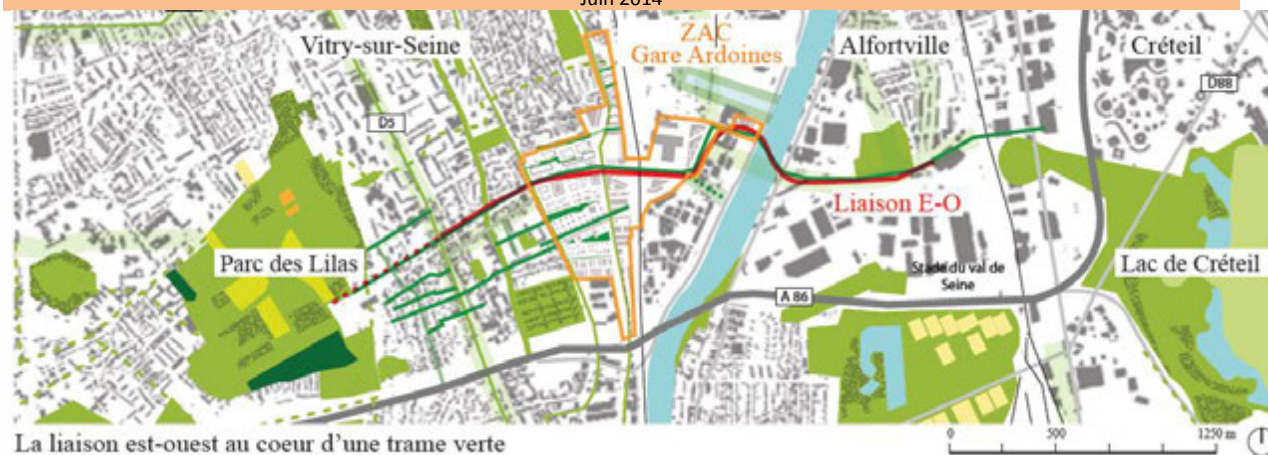 Juin 2014
Vitry-sur-Seine
ZAC
Gare Ardoines
Alfortville
Créteil
D88
D5
Liaison E-O
Parc des Lilas
Stade du val de
Seine
Lac de Créteil
A 86
La liaison est-ouest au coeur d'une trame verte
0 500 1250 m